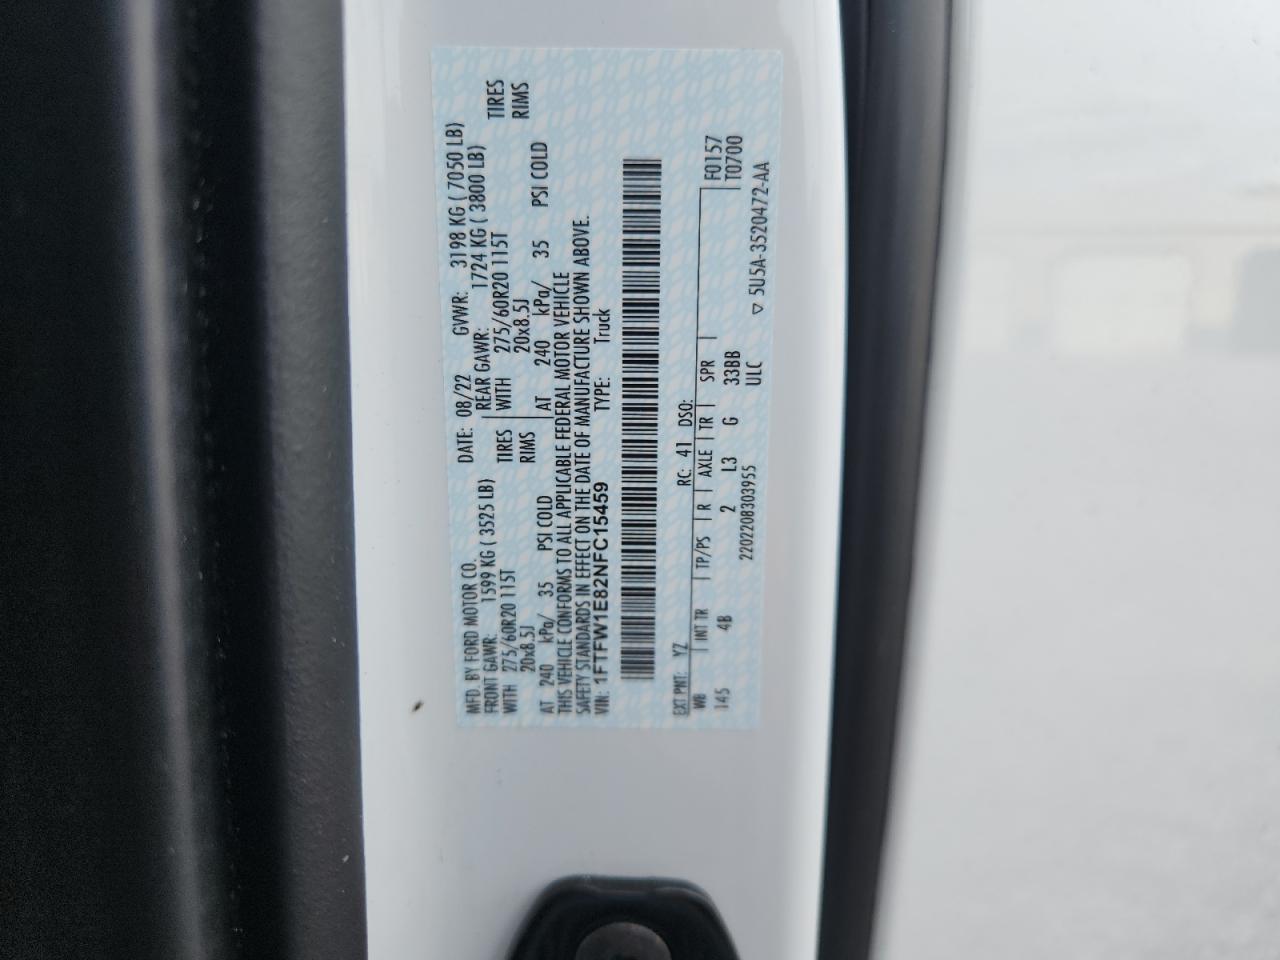 MFD. BY FORD MOTOR CO. DATE: 08/22 GVWR: 3198 KG ( 7050 LB)
FRONT GAWR: 1599 KG ( 3525 LB) REAR GAWR: 1724 KG ( 3800 LB)
WITH 275/60R20 115T TIRES WITH 275/60R20 115T TIRES
20x8.5J RIMS 20x8.5J RIMS
AT 240 kPa/ 35 PSI COLD AT 240 kPa/ 35 PSI COLD
THIS VEHICLE CONFORMS TO ALL APPLICABLE FEDERAL MOTOR VEHICLE
SAFETY STANDARDS IN EFFECT ON THE DATE OF MANUFACTURE SHOWN ABOVE.
VIN: 1FTFW1E82NFC15459 TYPE: Truck
EXT PNT: YZ RC: 41 DSO: F0157
WB INT TR TP/PS R AXLE TR SPR T0700
145 4B 2 L3 G 33BB
2202208303955 ULC ▽ 5U5A-3520472-AA